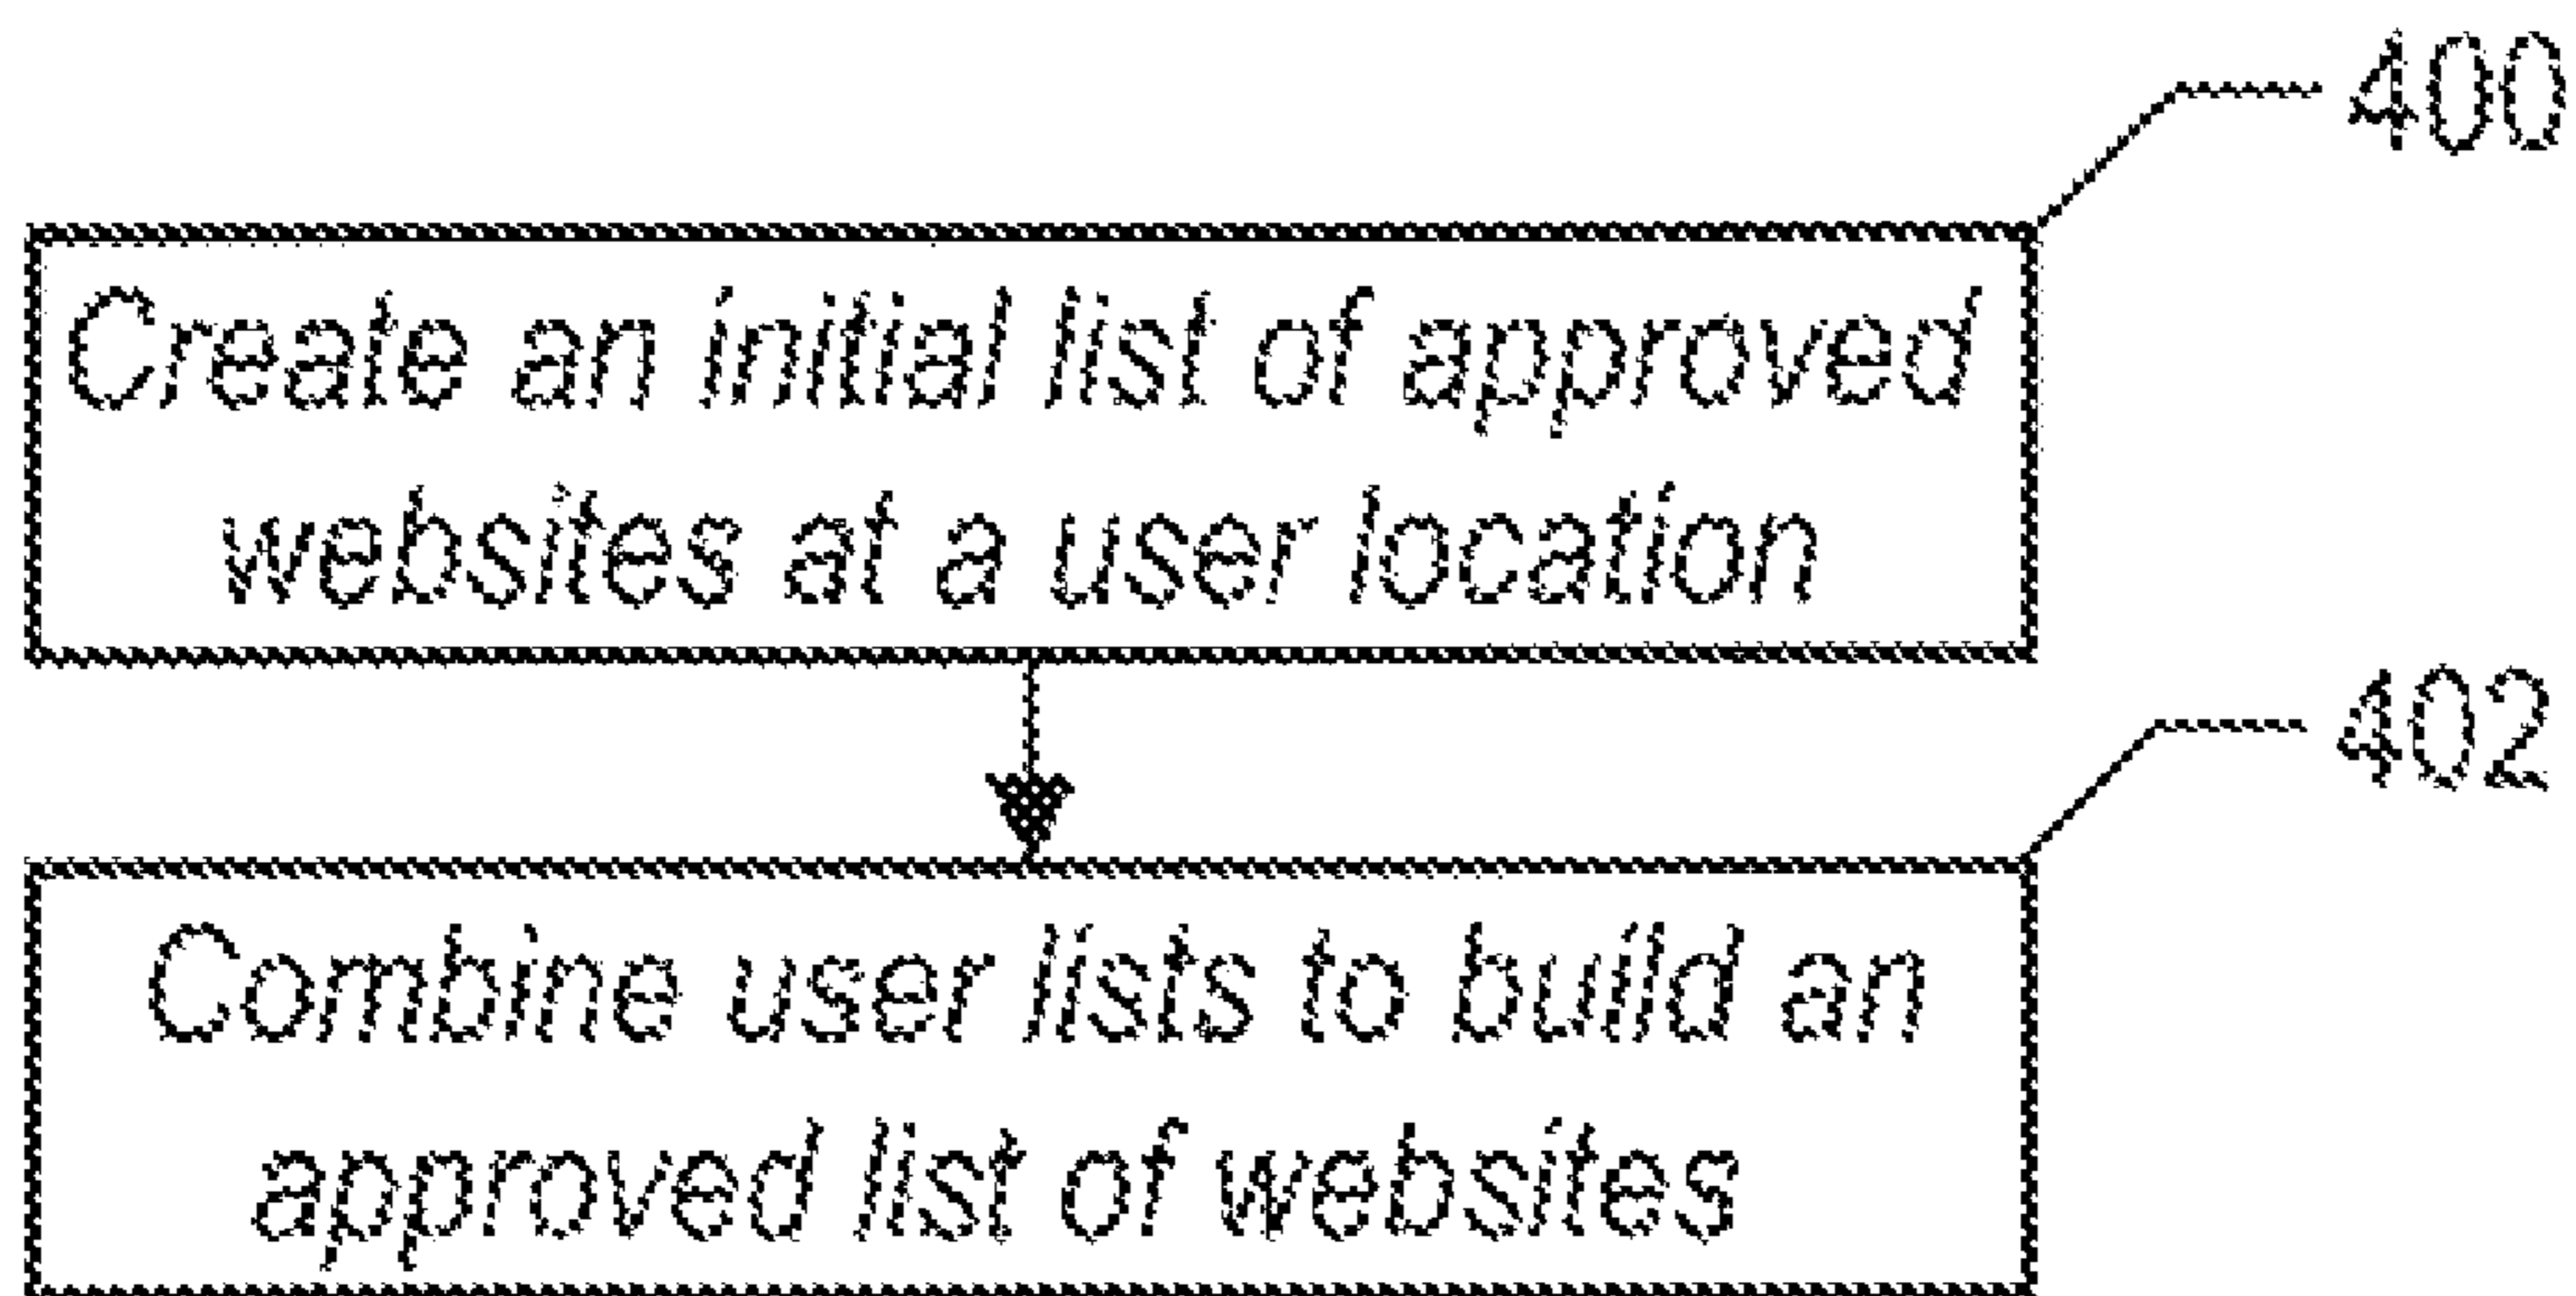 400
Create an initial list of approved
websites at a user location
402
Combine user lists to build an
approved list of websites